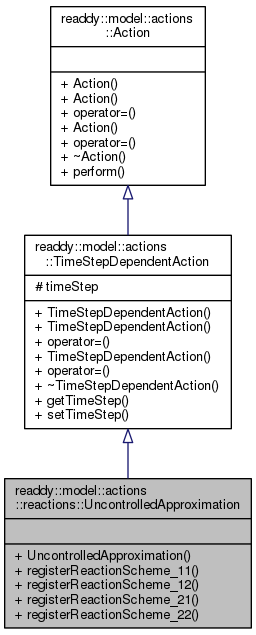 readdy::model::actions
::Action
+ Action()
+ Action()
+ operator=()
+ Action()
+ operator=()
+ ~Action()
+ perform()
readdy::model::actions
::TimeStepDependentAction
# timeStep
+ TimeStepDependentAction()
+ TimeStepDependentAction()
+ operator=()
+ TimeStepDependentAction()
+ operator=()
+ ~TimeStepDependentAction()
+ getTimeStep()
+ setTimeStep()
readdy::model::actions
::reactions::UncontrolledApproximation
+ UncontrolledApproximation()
+ registerReactionScheme_11()
+ registerReactionScheme_12()
+ registerReactionScheme_21()
+ registerReactionScheme_22()